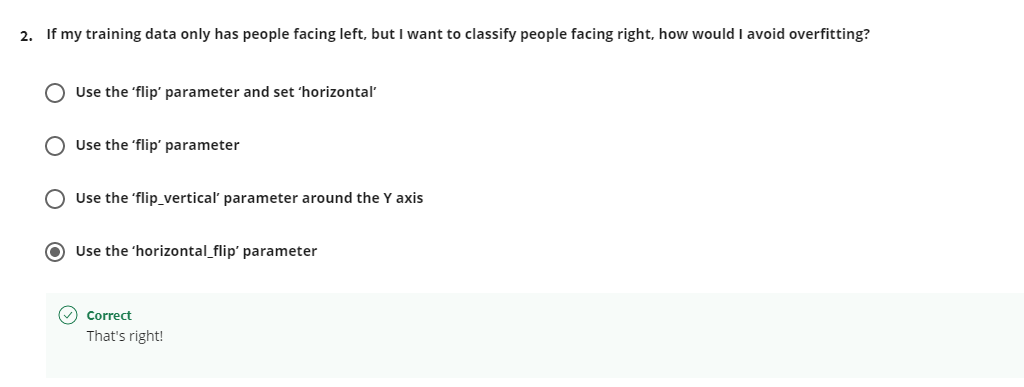 2. If my training data only has people facing left, but I want to classify people facing right, how would I avoid overfitting?
Use the ‘flip’ parameter and set ‘horizontal’
Use the ‘flip’ parameter
Use the ‘flip_vertical’ parameter around the Y axis
Use the ‘horizontal_flip’ parameter
Correct
That's right!